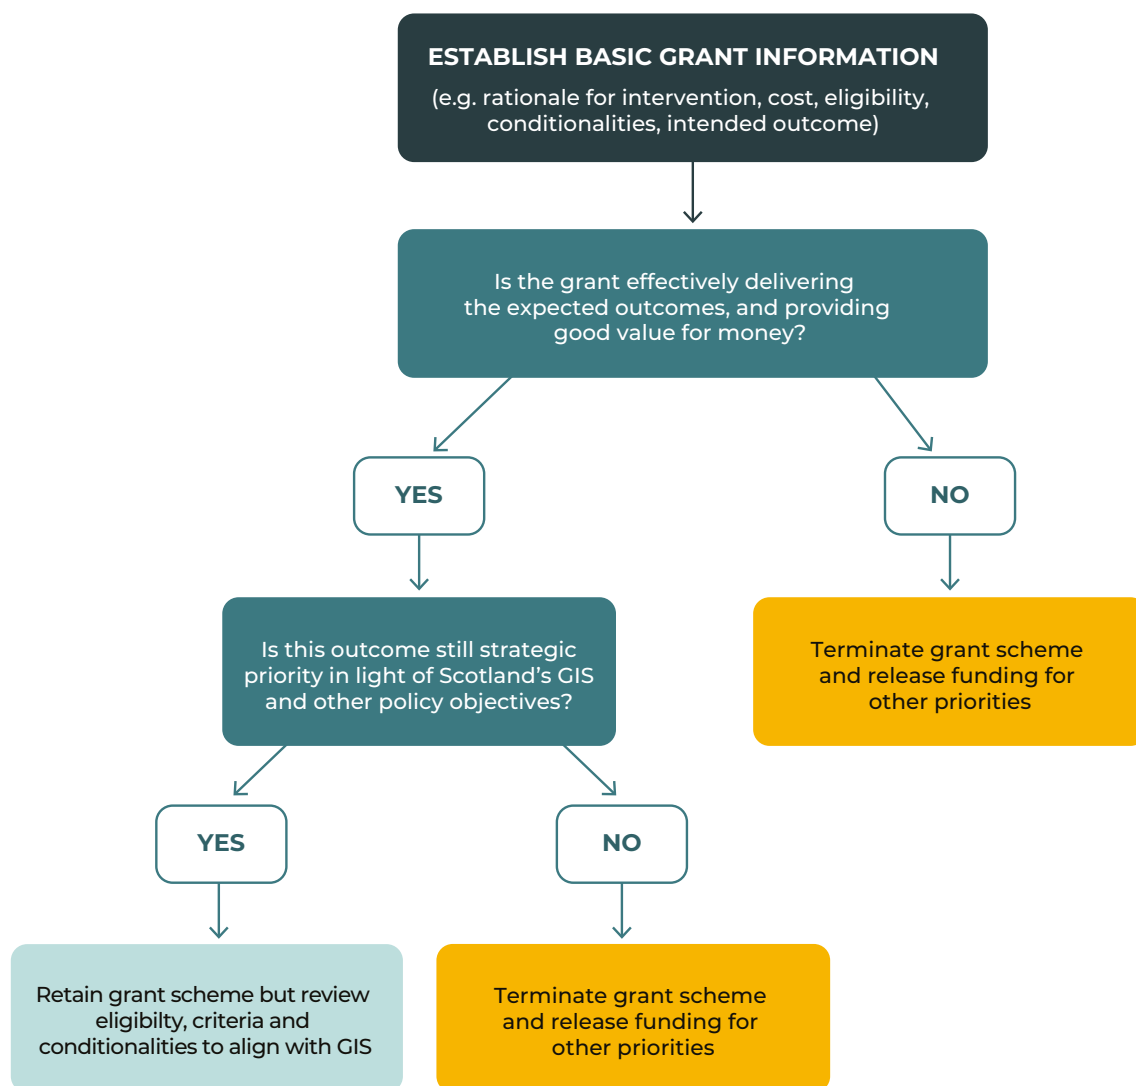 ESTABLISH BASIC GRANT INFORMATION
(e.g. rationale for intervention, cost, eligibility,
conditionalities, intended outcome)
Is the grant effectively delivering
the expected outcomes, and providing
good value for money?
YES
NO
Is this outcome still strategic
priority in light of Scotland’s GIS
and other policy objectives?
Terminate grant scheme
and release funding for
other priorities
YES
NO
Retain grant scheme but review
eligibilty, criteria and
conditionalities to align with GIS
Terminate grant scheme
and release funding for
other priorities